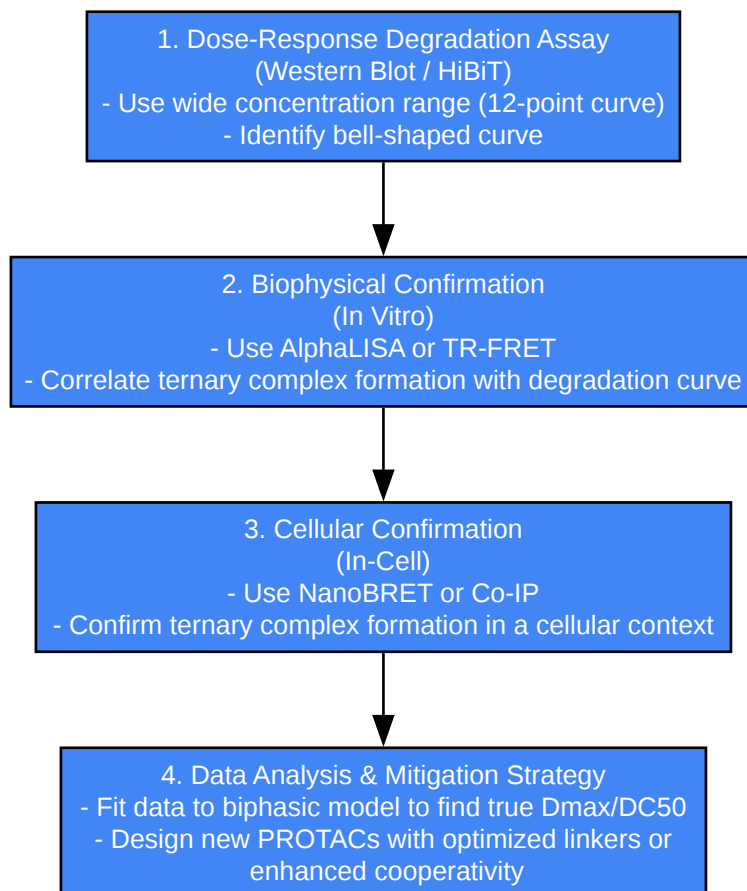 1. Dose-Response Degradation Assay
(Western Blot / HiBiT)
- Use wide concentration range (12-point curve)
- Identify bell-shaped curve
2. Biophysical Confirmation
(In Vitro)
- Use AlphaLISA or TR-FRET
- Correlate ternary complex formation with degradation curve
3. Cellular Confirmation
(In-Cell)
- Use NanoBRET or Co-IP
- Confirm ternary complex formation in a cellular context
4. Data Analysis & Mitigation Strategy
- Fit data to biphasic model to find true Dmax/DC50
- Design new PROTACs with optimized linkers or
enhanced cooperativity